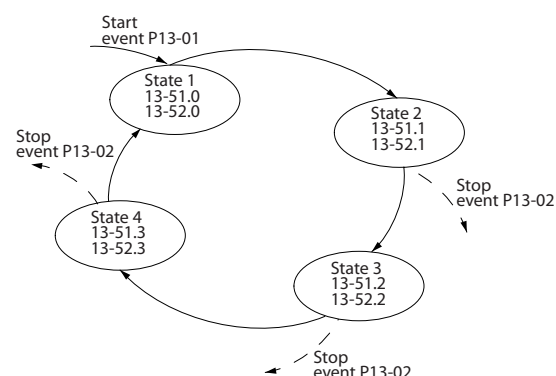 Start
event P13-01
State 1
13-51.0
13-52.0
State 2
13-51.1
13-52.1
Stop
event P13-02
Stop
event P13-02
State 4
13-51.3
13-52.3
State 3
13-51.2
13-52.2
Stop
event P13-02